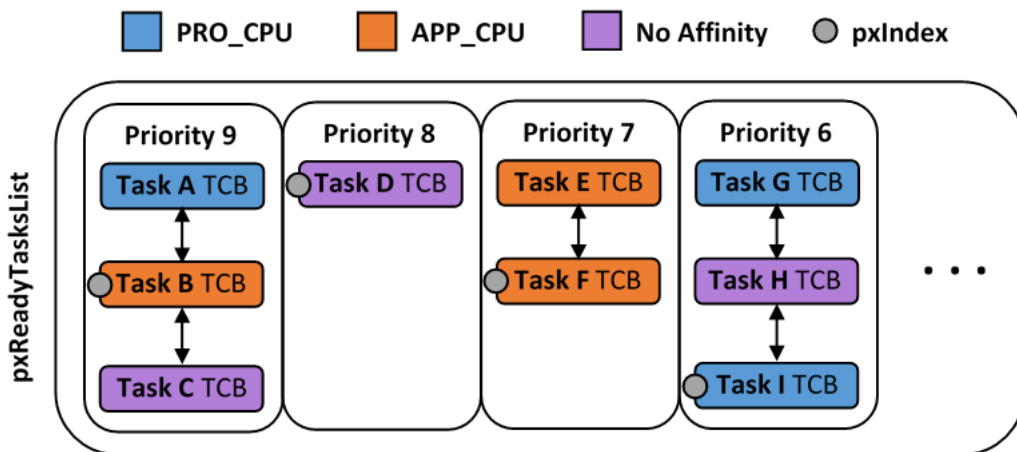 PRO_CPU APP_CPU No Affinity pxIndex
pxReadyTasksList
Priority 9
Task A TCB
Task B TCB
Task C TCB
Priority 8
Task D TCB
Priority 7
Task E TCB
Task F TCB
Priority 6
Task G TCB
Task H TCB
Task I TCB
. . .